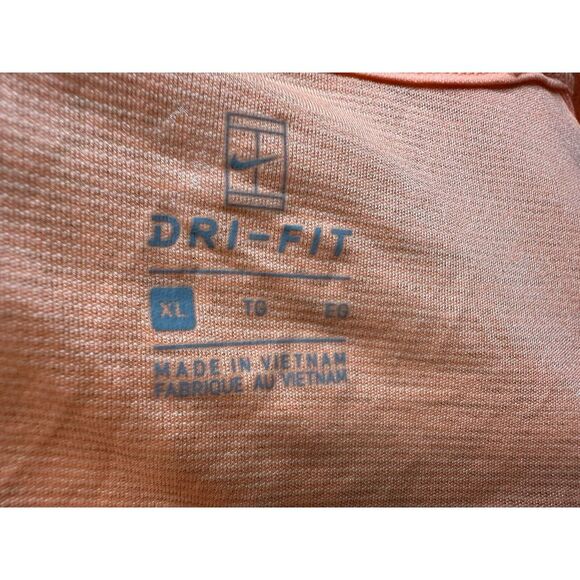 DRI-FIT
XL TG EG
MADE IN VIETNAM
FABRIQUE AU VIETNAM